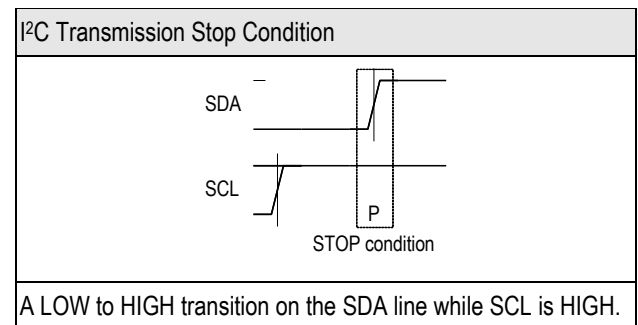 I²C Transmission Stop Condition
SDA
SCL
P
STOP condition
A LOW to HIGH transition on the SDA line while SCL is HIGH.